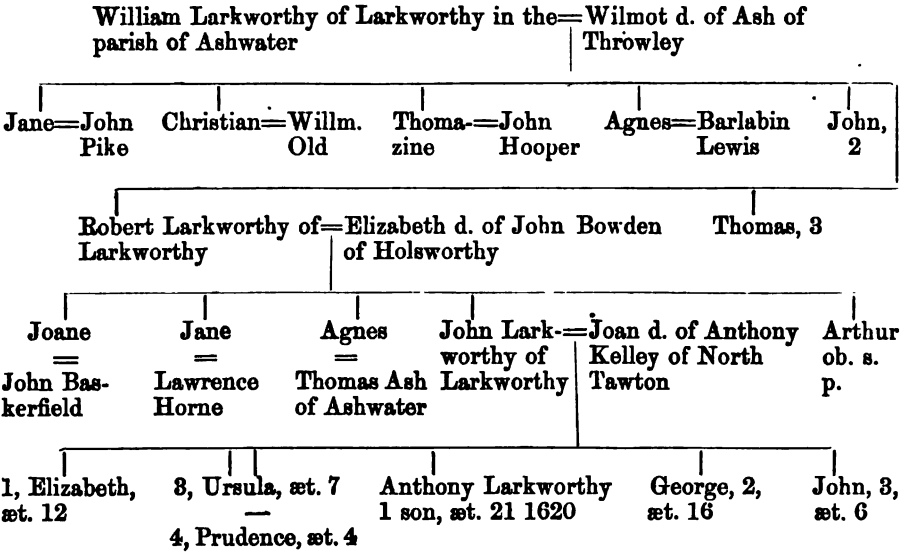 William Larkworthy of Larkworthy in the=Wilmot d. of Ash of
parish of Ashwater Throwley
Jane=John Christian=Willm. Thoma-=John Agnes=Barlabin John,
Pike Old zine Hooper Lewis 2
Robert Larkworthy of=Elizabeth d. of John Bowden Thomas, 3
Larkworthy of Holsworthy
Joane Jane Agnes John Lark-=Joan d. of Anthony Arthur
= = = worthy of Kelley of North ob. s.
John Bas- Lawrence Thomas Ash Larkworthy Tawton p.
kerfield Horne of Ashwater
1, Elizabeth, 3, Ursula, æt. 7 Anthony Larkworthy George, 2, John, 3,
æt. 12 — 1 son, æt. 21 1620 æt. 16 æt. 6
4, Prudence, æt. 4